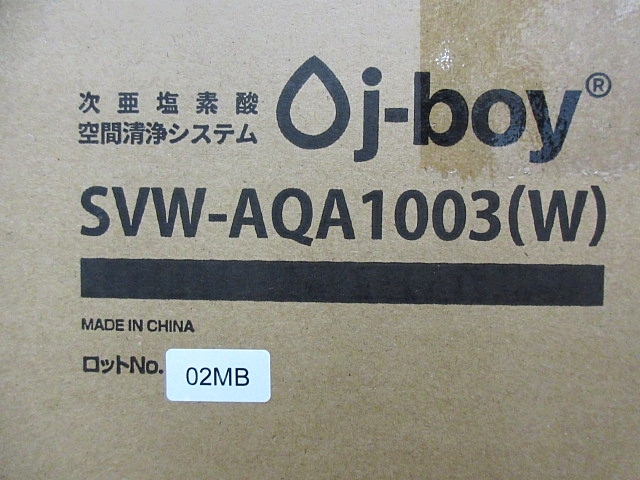 次亜塩素酸
空間清浄システム
j-boy®
SVW-AQA1003(W)
MADE IN CHINA
ロットNo. 02MB